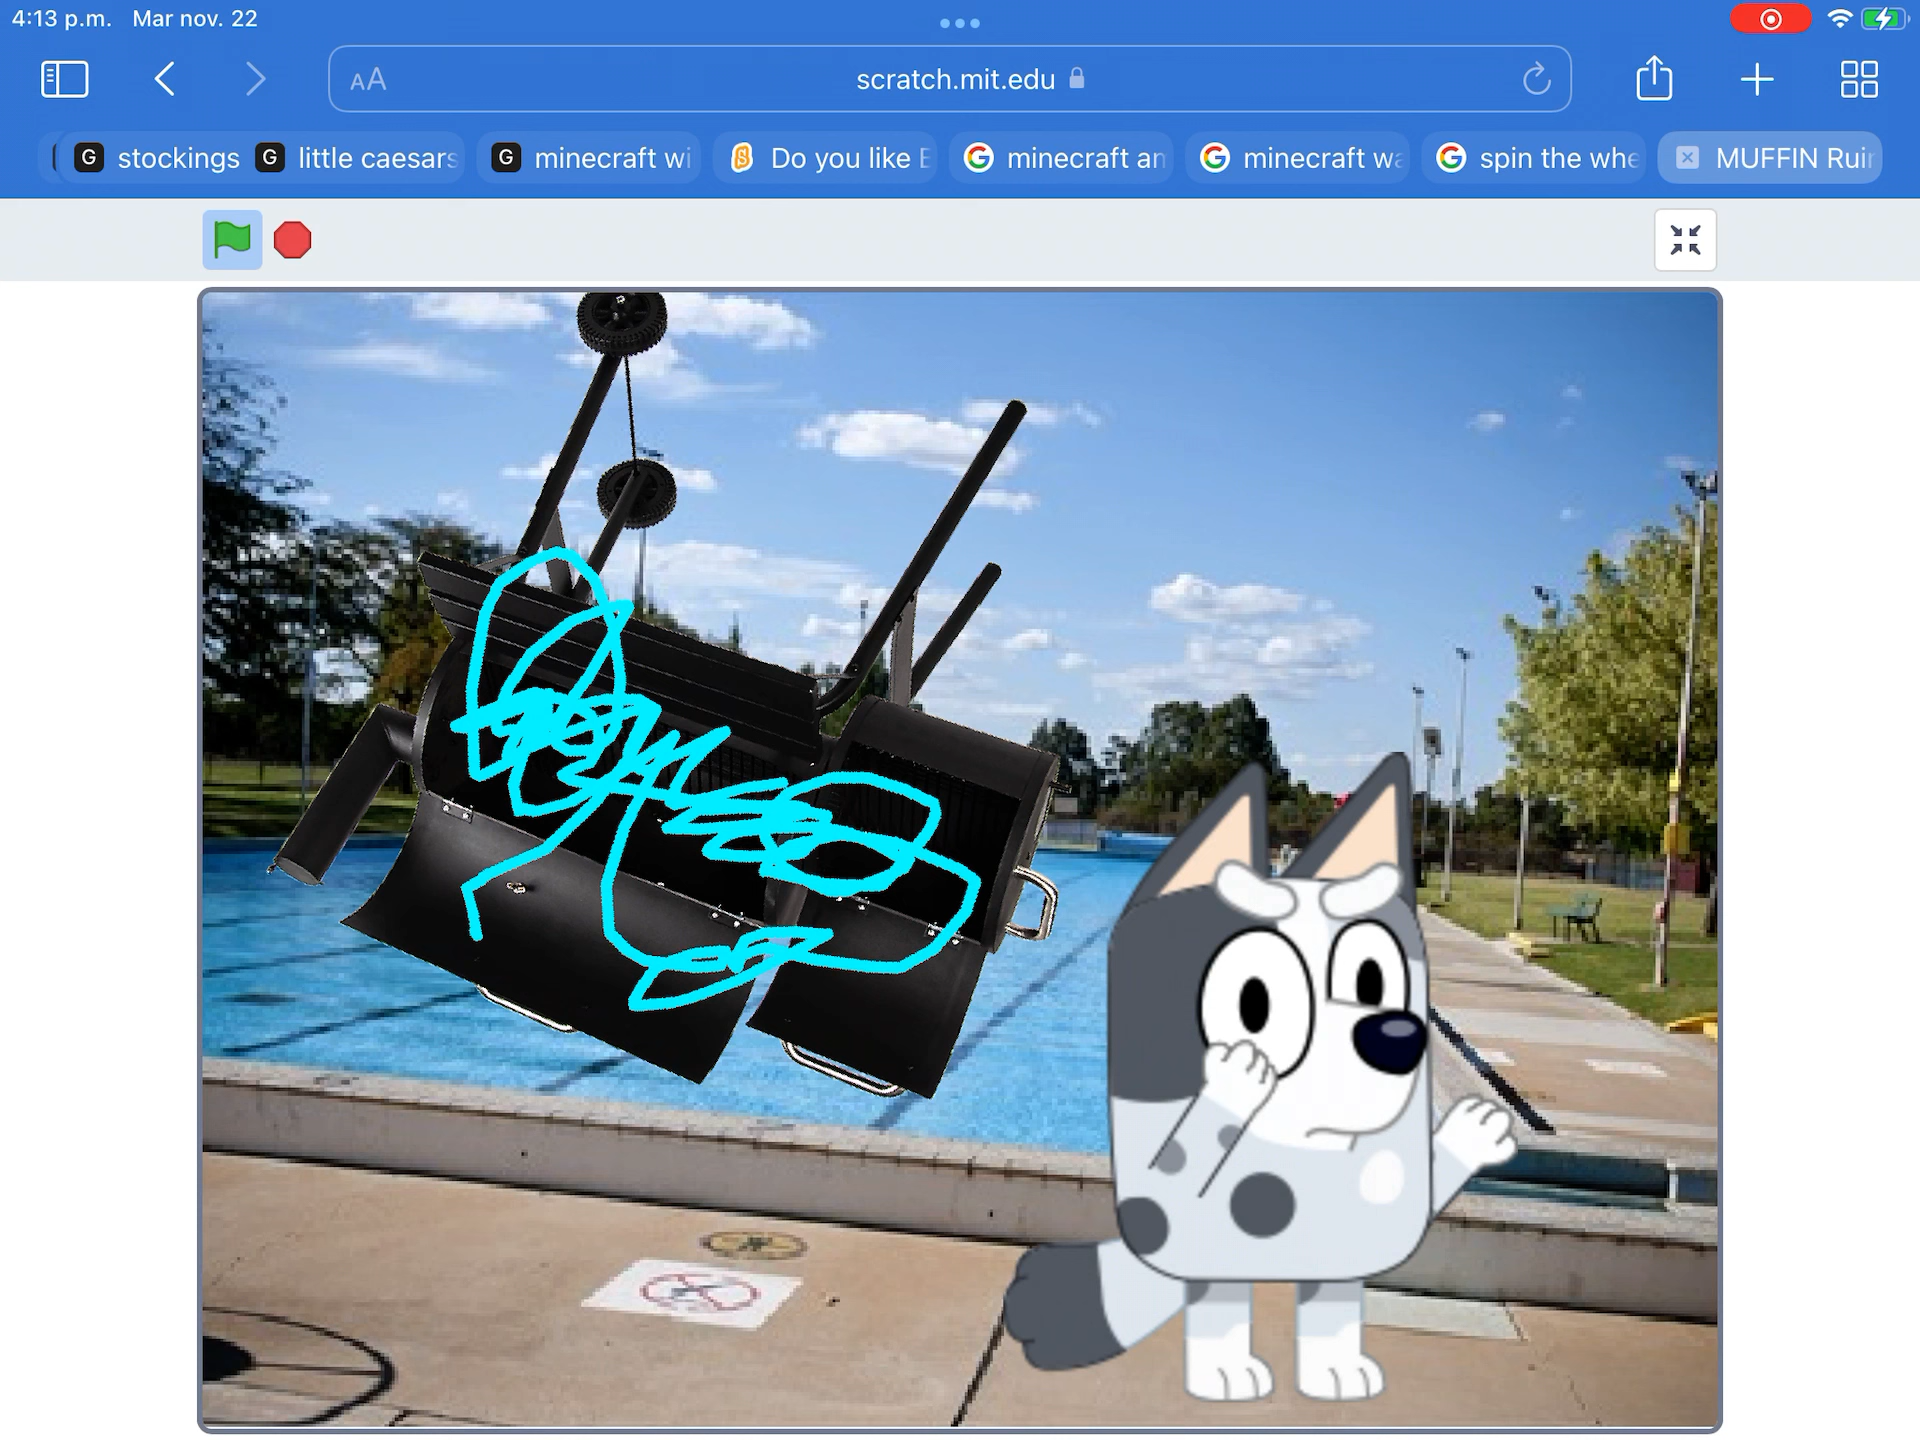 4:13 p.m. Mar nov. 22
AA scratch.mit.edu
G stockings G little caesars G minecraft wi S Do you like minecraft an minecraft wa spin the whe MUFFIN Rui